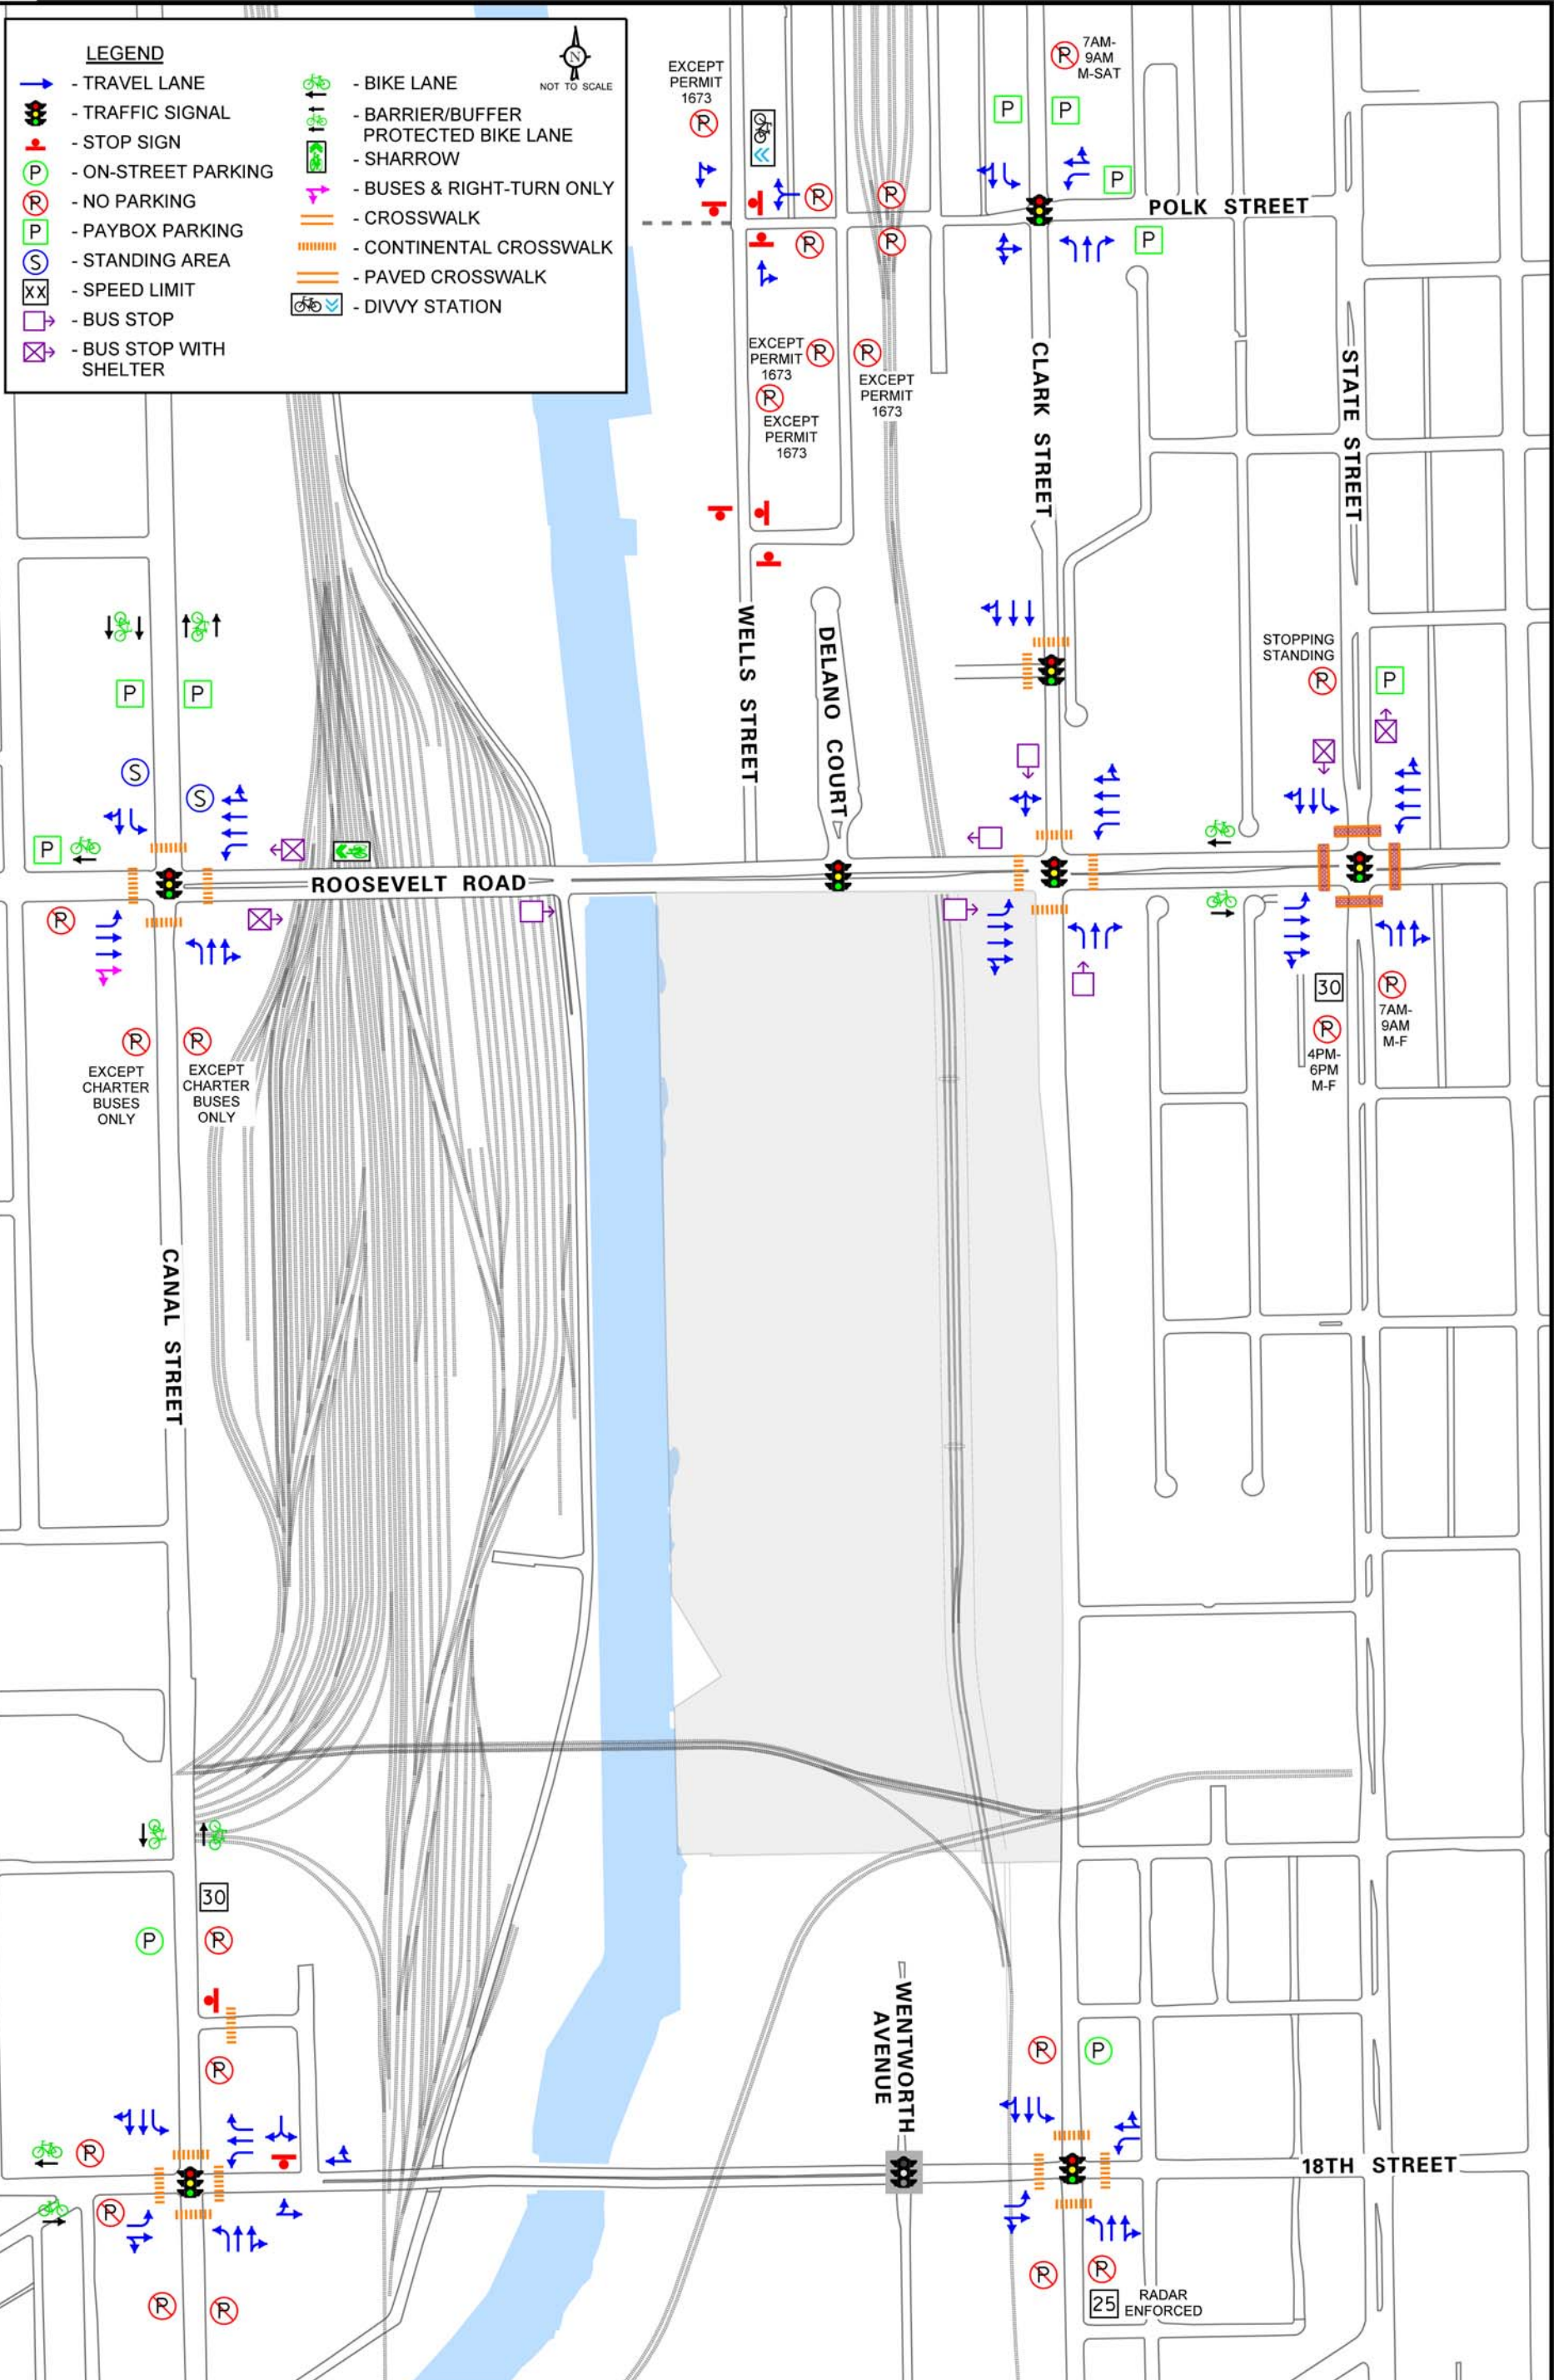 LEGEND
- TRAVEL LANE
- TRAFFIC SIGNAL
- STOP SIGN
P - ON-STREET PARKING
P - NO PARKING
P - PAYBOX PARKING
S - STANDING AREA
XX - SPEED LIMIT
- BUS STOP
- BUS STOP WITH
SHELTER
N
NOT TO SCALE
- BIKE LANE
- BARRIER/BUFFER
PROTECTED BIKE LANE
- SHARROW
- BUSES & RIGHT-TURN ONLY
- CROSSWALK
- CONTINENTAL CROSSWALK
- PAVED CROSSWALK
- DIVVY STATION
EXCEPT
PERMIT
1673
P
P
P
P
P
7AM-
9AM
M-SAT
P
P
P
P
P
POLK STREET
P
EXCEPT
PERMIT
1673
P
P
EXCEPT
PERMIT
1673
P
EXCEPT
PERMIT
1673
CLARK STREET
STATE STREET
WELLS STREET
DELANO COURT
STOPPING
STANDING
P
P
P
P
S
S
P
ROOSEVELT ROAD
P
P
EXCEPT
CHARTER
BUSES
ONLY
P
EXCEPT
CHARTER
BUSES
ONLY
30
P
4PM-
6PM
M-F
P
7AM-
9AM
M-F
CANAL STREET
30
P
P
P
WENTWORTH
AVENUE
P
P
P
18TH STREET
P
P
P
P
P
25
RADAR
ENFORCED